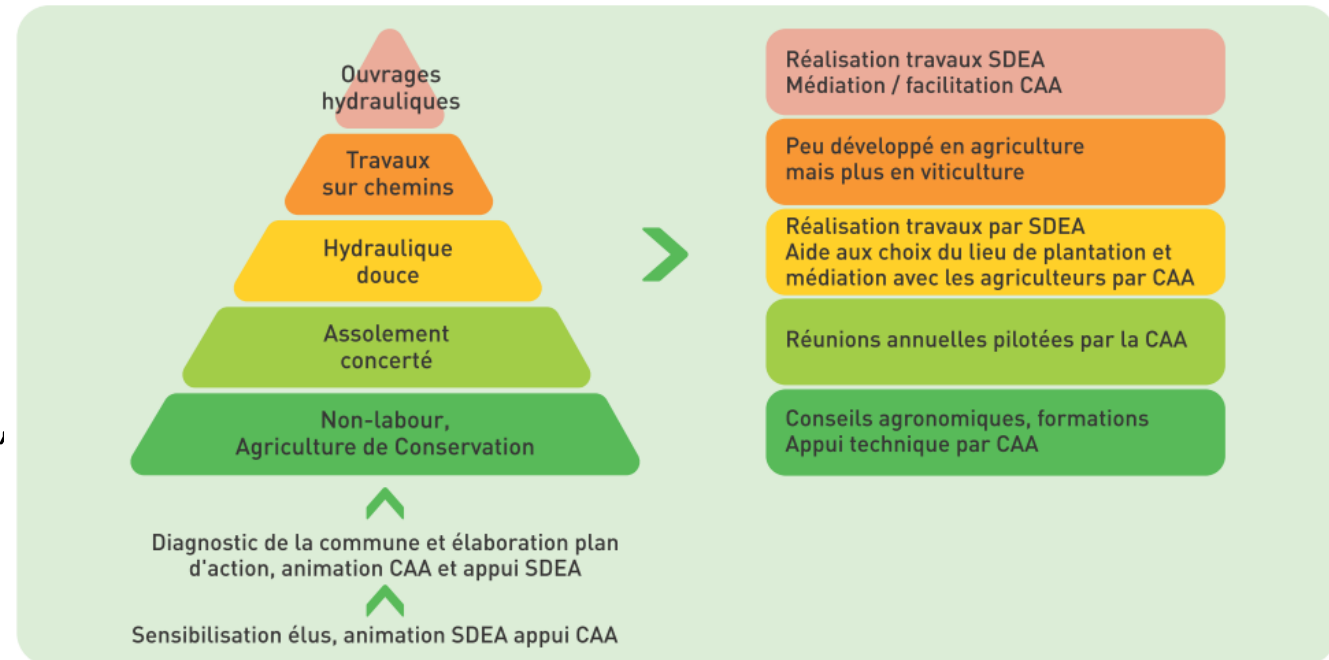 Ouvrages
hydrauliques
Travaux
sur chemins
Hydraulique
douce
Assolement
concerté
Non-labour,
Agriculture de Conservation
Diagnostic de la commune et élaboration plan
d'action, animation CAA et appui SDEA
Sensibilisation élus, animation SDEA appui CAA
Réalisation travaux SDEA
Médiation / facilitation CAA
Peu développé en agriculture
mais plus en viticulture
Réalisation travaux par SDEA
Aide aux choix du lieu de plantation et
médiation avec les agriculteurs par CAA
Réunions annuelles pilotées par la CAA
Conseils agronomiques, formations
Appui technique par CAA